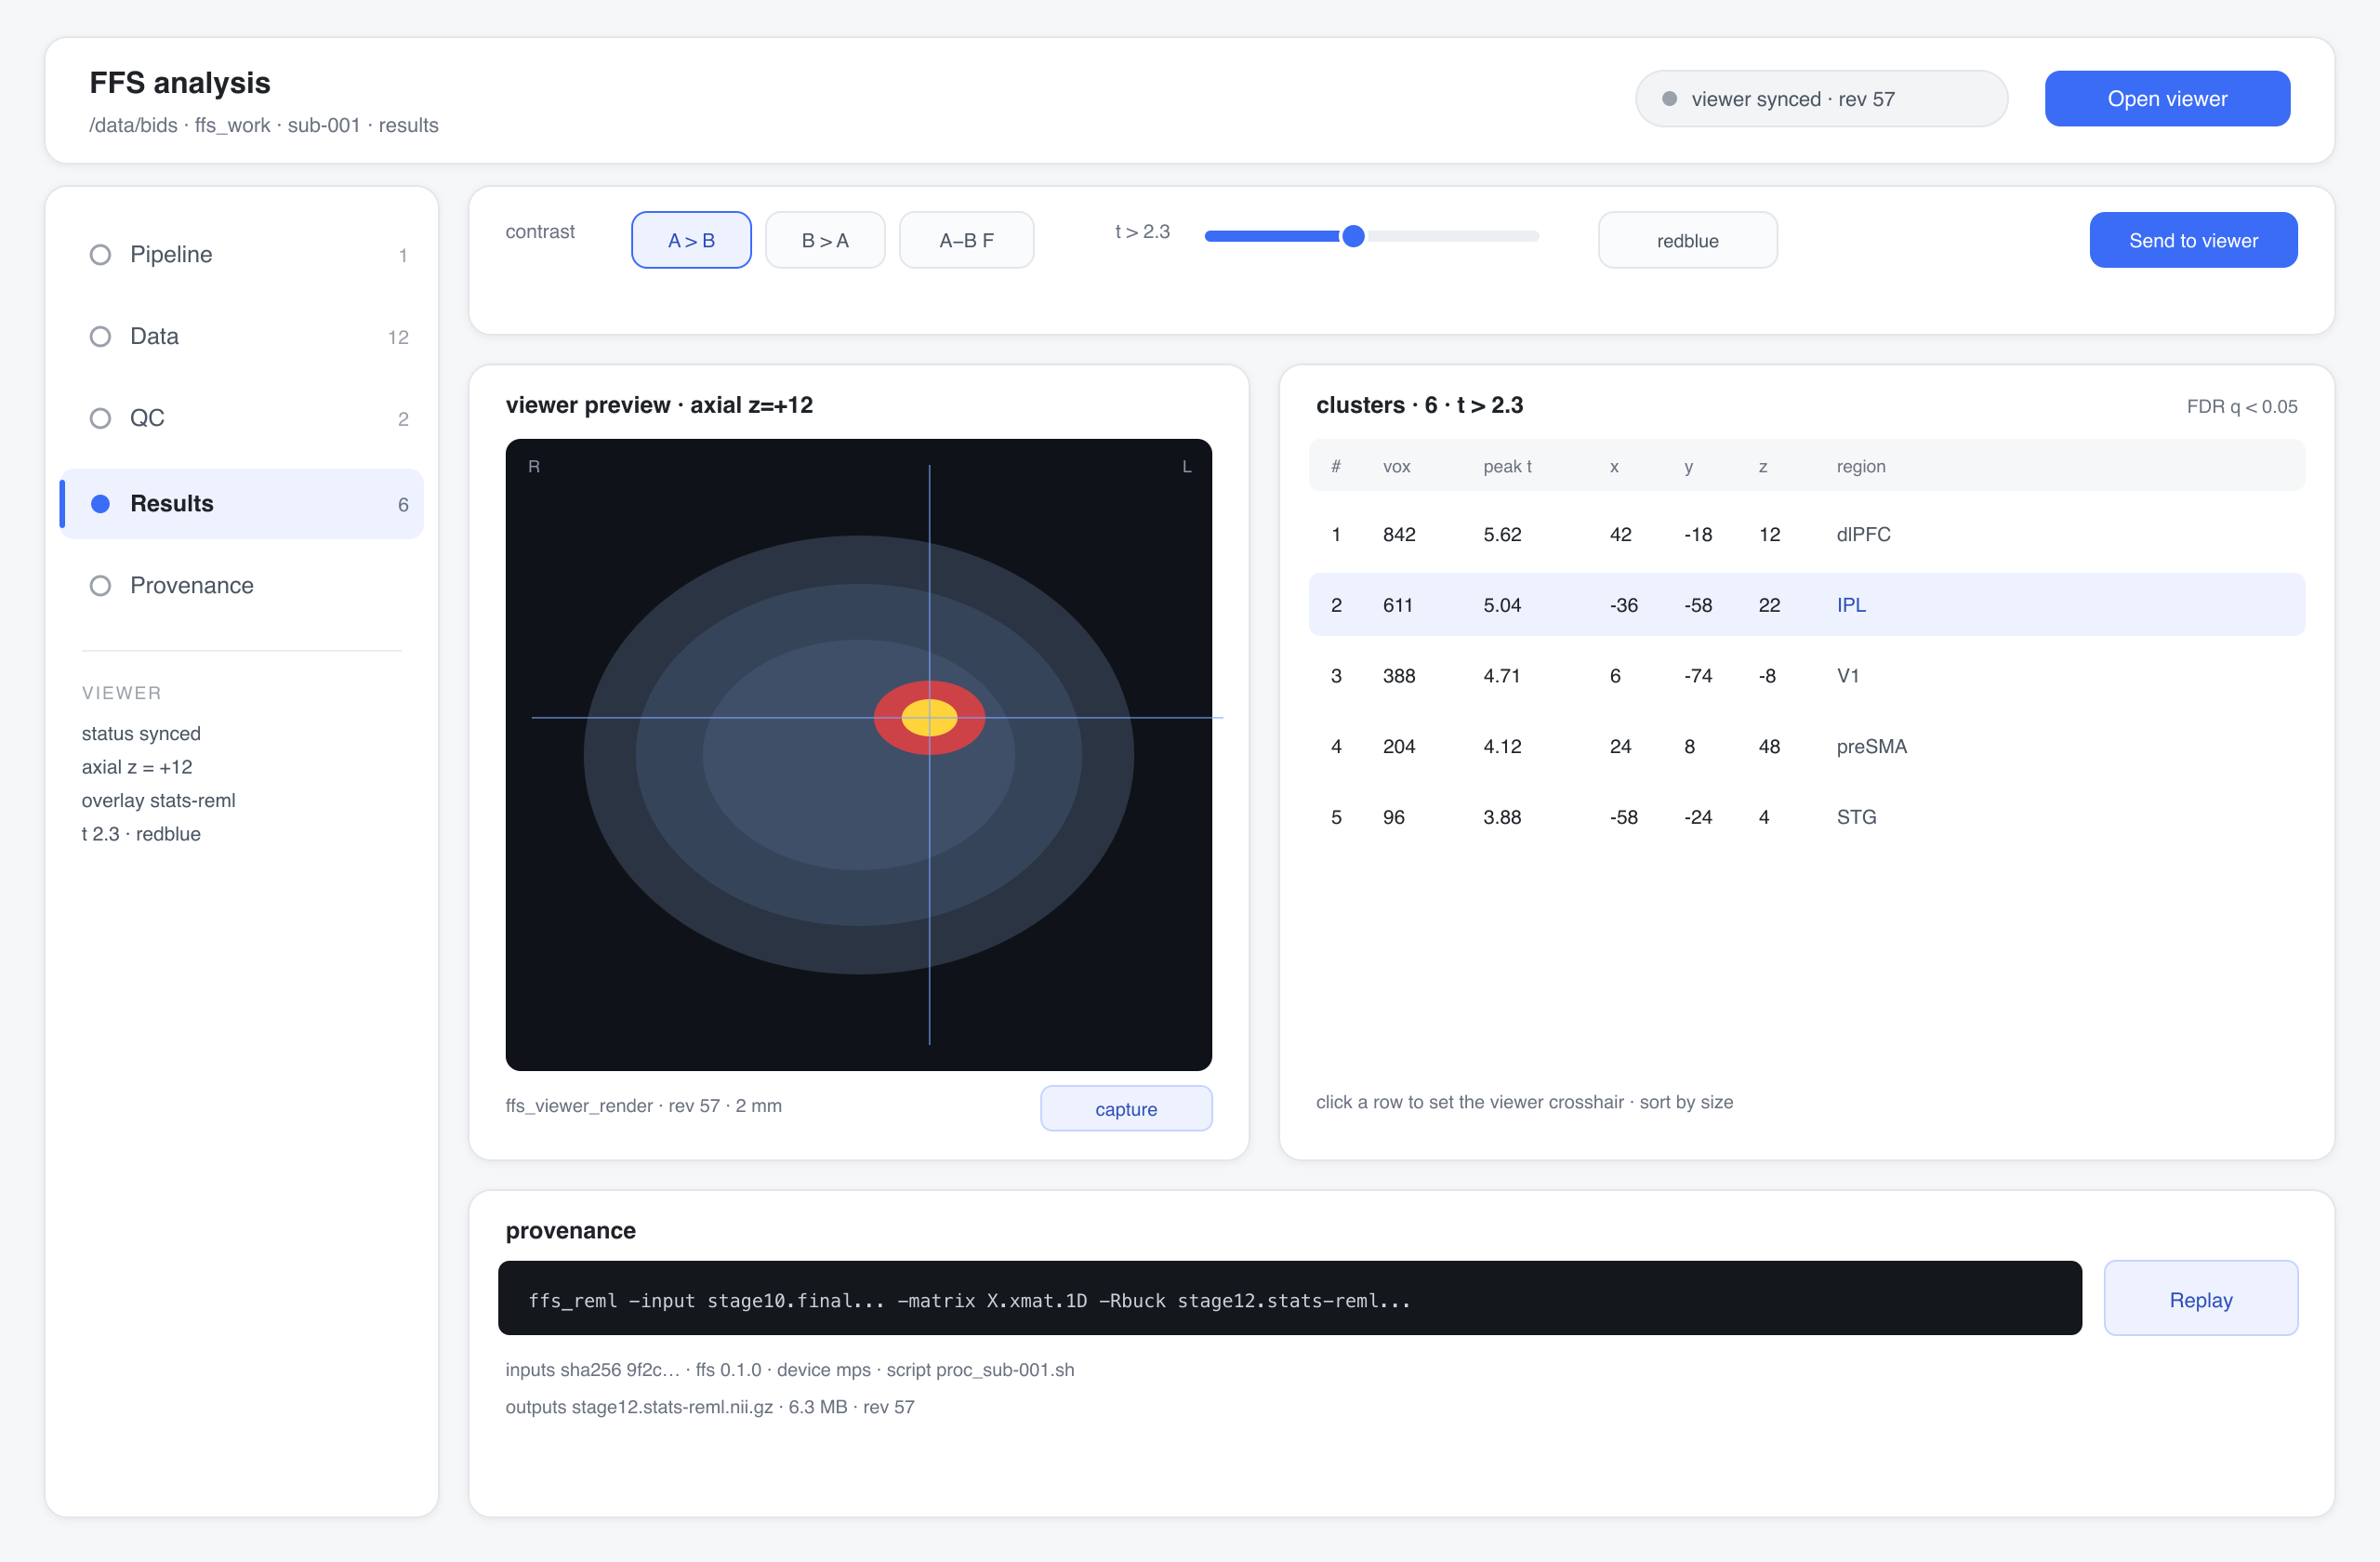 FFS analysis
/data/bids · ffs_work · sub-001 · results
viewer synced · rev 57
Open viewer
Pipeline 1
Data 12
QC 2
Results 6
Provenance
VIEWER
status synced
axial z = +12
overlay stats-reml
t 2.3 · redblue
contrast
A > B
B > A
A–B F
t > 2.3
redblue
Send to viewer
viewer preview · axial z=+12
R L
ffs_viewer_render · rev 57 · 2 mm
capture
clusters · 6 · t > 2.3
FDR q < 0.05
# vox peak t x y z region
1 842 5.62 42 -18 12 dlPFC
2 611 5.04 -36 -58 22 IPL
3 388 4.71 6 -74 -8 V1
4 204 4.12 24 8 48 preSMA
5 96 3.88 -58 -24 4 STG
click a row to set the viewer crosshair · sort by size
provenance
ffs_reml –input stage10.final... –matrix X.xmat.1D –Rbuck stage12.stats–reml...
Replay
inputs sha256 9f2c… · ffs 0.1.0 · device mps · script proc_sub-001.sh
outputs stage12.stats-reml.nii.gz · 6.3 MB · rev 57